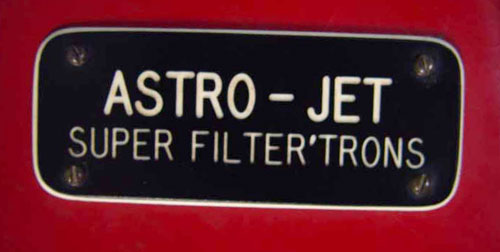 ASTRO - JET
SUPER FILTER'TRONS